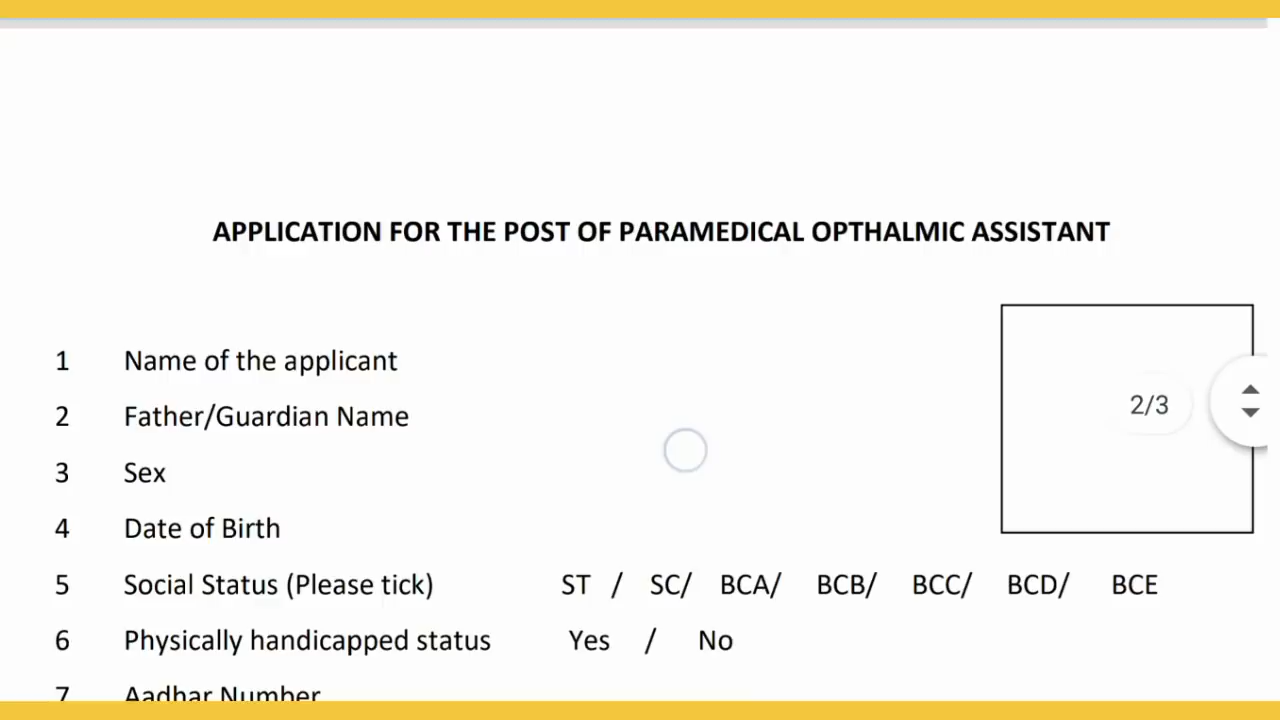 APPLICATION FOR THE POST OF PARAMEDICAL OPTHALMIC ASSISTANT
1 Name of the applicant
2/3
2 Father/Guardian Name
3 Sex
4 Date of Birth
5 Social Status (Please tick) ST / SC/ BCA/ BCB/ BCC/ BCD/ BCE
6 Physically handicapped status Yes / No
7 Aadhar Number